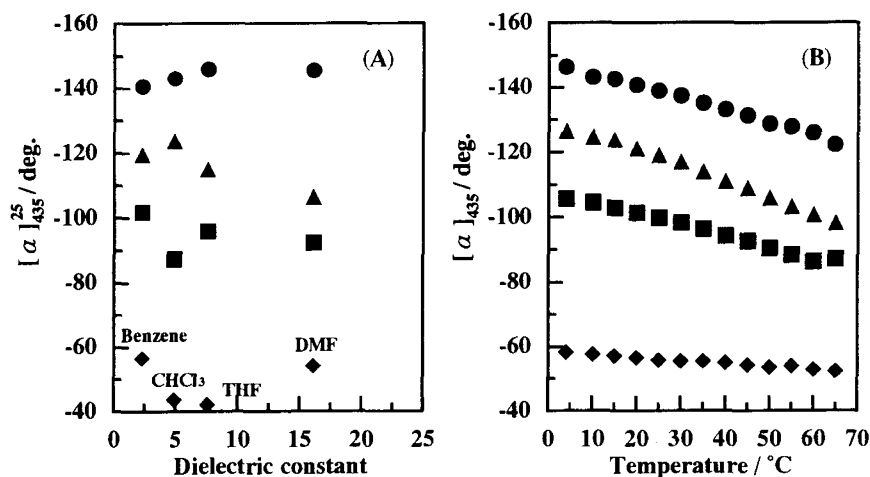 (A)
[α]²⁵₄₃₅ / deg.
-160
-140
-120
-100
-80
-60
-40
Benzene
CHCl₃
THF
DMF
0 5 10 15 20 25
Dielectric constant
(B)
[α]₄₃₅ / deg.
-160
-140
-120
-100
-80
-60
-40
0 10 20 30 40 50 60 70
Temperature / °C